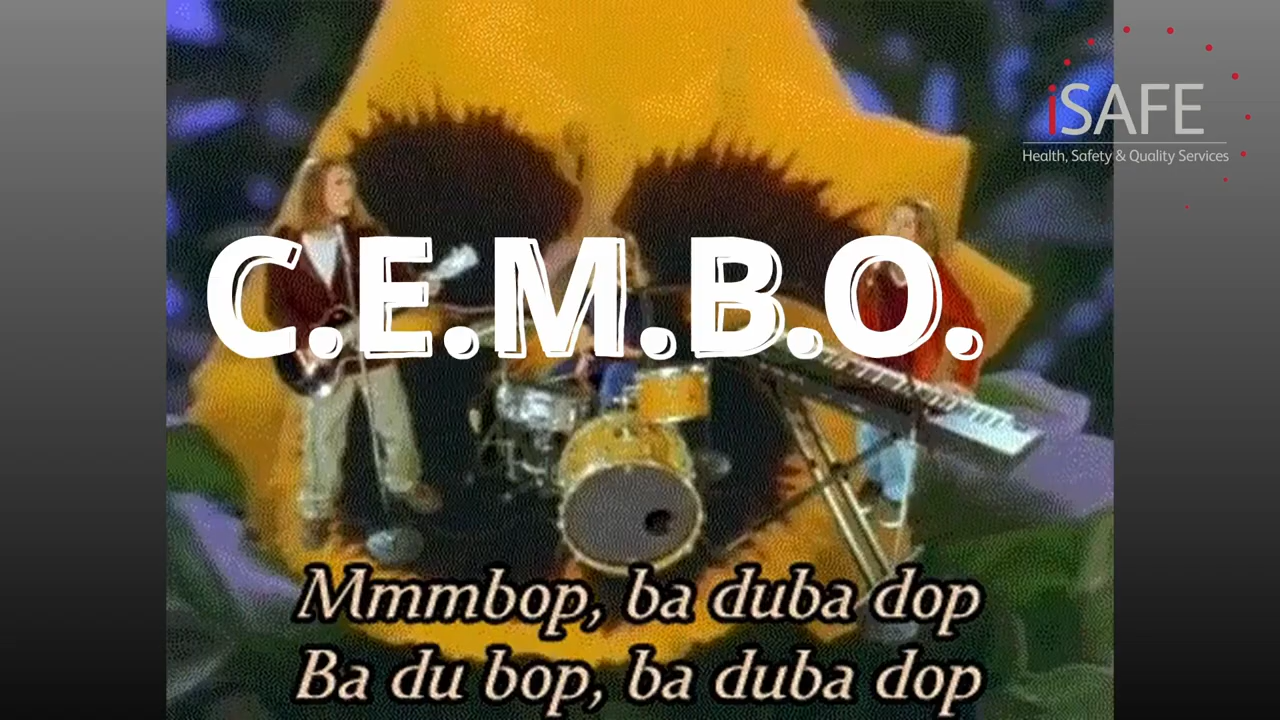 iSAFE
Health, Safety & Quality Services
C.E.M.B.O.
Mmmbop, ba duba dop
Ba du bop, ba duba dop